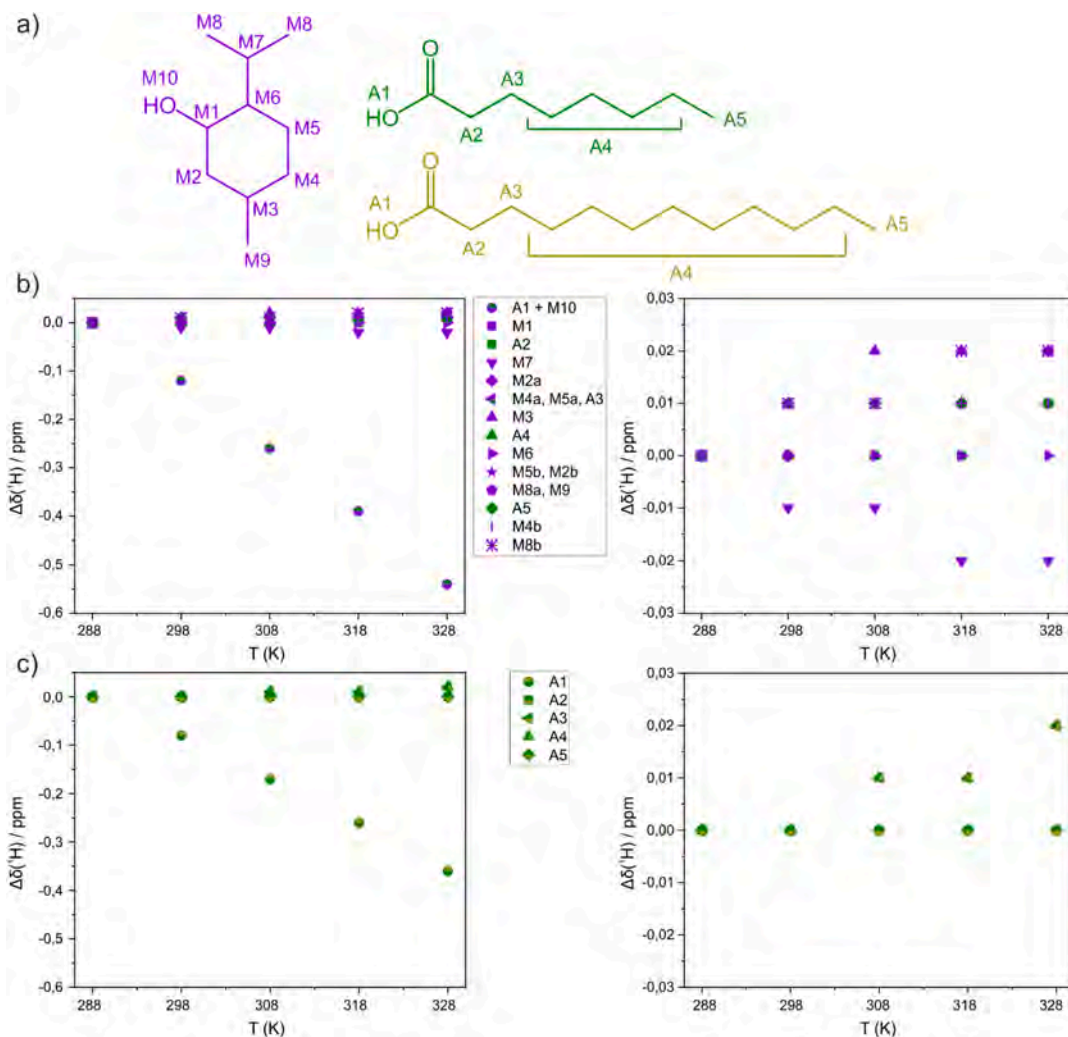 a)
M8 M8
M7
M10
HO
M1
M6
M2
M5
M3
M4
M9
O
A1
HO
A2
A3
A4
A5
O
A1
HO
A2
A3
A4
A5
b)
Δδ(¹H) / ppm
0,0
-0,1
-0,2
-0,3
-0,4
-0,5
-0,6
288 298 308 318 328
T (K)
A1 + M10
M1
A2
M7
M2a
M4a, M5a, A3
M3
A4
M6
M5b, M2b
M8a, M9
A5
M4b
M8b
Δδ(¹H) / ppm
0,03
0,02
0,01
0,00
-0,01
-0,02
-0,03
288 298 308 318 328
T (K)
c)
Δδ(¹H) / ppm
0,0
-0,1
-0,2
-0,3
-0,4
-0,5
-0,6
288 298 308 318 328
T (K)
A1
A2
A3
A4
A5
Δδ(¹H) / ppm
0,03
0,02
0,01
0,00
-0,01
-0,02
-0,03
288 298 308 318 328
T (K)